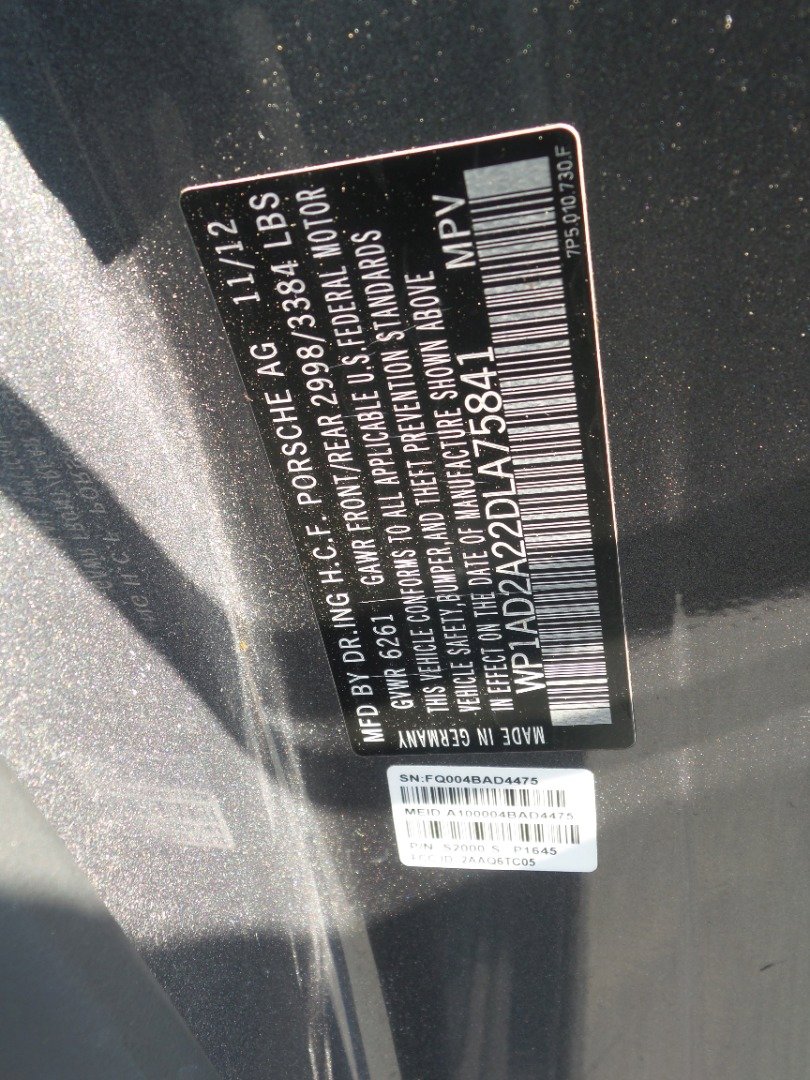 MFD BY DR.ING H.C.F. PORSCHE AG 11/12
GVWR 6261 GAWR FRONT/REAR 2998/3384 LBS
THIS VEHICLE CONFORMS TO ALL APPLICABLE U.S.FEDERAL MOTOR
VEHICLE SAFETY,BUMPER,AND THEFT PREVENTION STANDARDS
IN EFFECT ON THE DATE OF MANUFACTURE SHOWN ABOVE
WP1AD2A22DLA75841 MPV
MADE IN GERMANY
7P5.010.730.F
SN:FQ004BAD4475
MEID A100004BAD4475
P/N S2000 S P1645
FCC ID 2AAQ6TC05